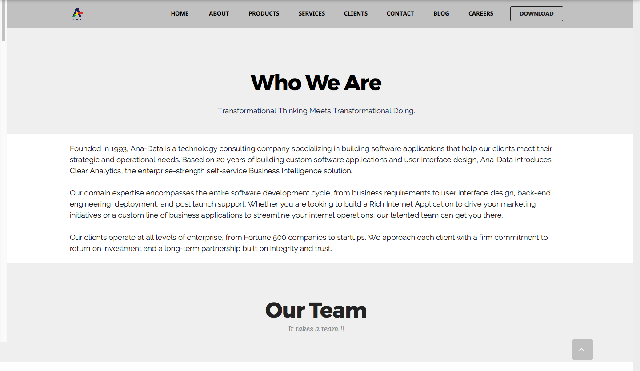 HOME ABOUT PRODUCTS SERVICES CLIENTS CONTACT BLOG CAREERS DOWNLOAD
Who We Are
Transformational Thinking Meets Transformational Doing.
Founded in 1993, Ana-Data is a technology consulting company specializing in building software applications that help our clients meet their
strategic and operational needs. Based on 20 years of building custom software applications and user interface design, Ana-Data introduces
Clear Analytics, the enterprise-strength self-service Business Intelligence solution.
Our domain expertise encompasses the entire software development cycle, from business requirements to user interface design, back-end
engineering, deployment, and post launch support. Whether you are looking to build a Rich Internet Application to drive your marketing
initiatives or a custom line of business applications to streamline your internet operations, our talented team can get you there.
Our clients operate at all levels of enterprise, from Fortune 500 companies to startups. We approach each client with a firm commitment to
return on investment and a long-term partnership built on integrity and trust.
Our Team
It takes a team !!